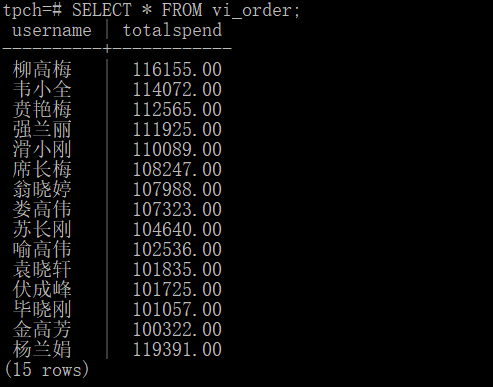 tpch=# SELECT * FROM vi_order;
 username | totalspend
----------+------------
 柳高梅   |  116155.00
 韦小全   |  114072.00
 贲艳梅   |  112565.00
 强兰丽   |  111925.00
 滑小刚   |  110089.00
 席长梅   |  108247.00
 翁晓婷   |  107988.00
 娄高伟   |  107323.00
 苏长刚   |  104640.00
 喻高伟   |  102536.00
 袁晓轩   |  101835.00
 伏成峰   |  101725.00
 毕晓刚   |  101057.00
 金高芳   |  100322.00
 杨兰娟   |  119391.00
(15 rows)